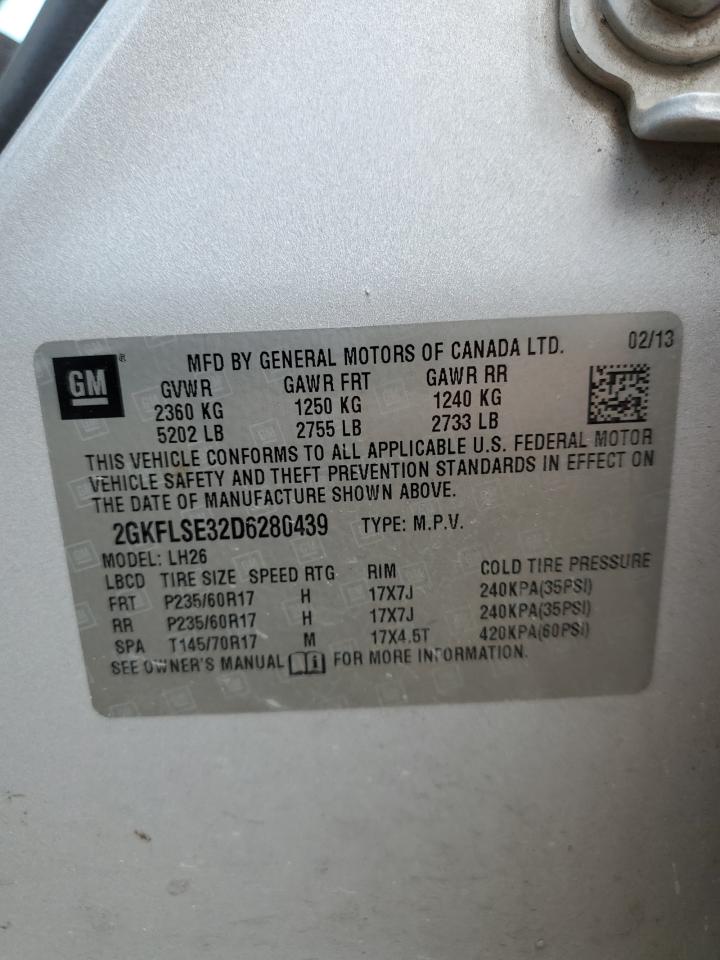 GM ® MFD BY GENERAL MOTORS OF CANADA LTD. 02/13
GVWR GAWR FRT GAWR RR
2360 KG 1250 KG 1240 KG
5202 LB 2755 LB 2733 LB
THIS VEHICLE CONFORMS TO ALL APPLICABLE U.S. FEDERAL MOTOR
VEHICLE SAFETY AND THEFT PREVENTION STANDARDS IN EFFECT ON
THE DATE OF MANUFACTURE SHOWN ABOVE.
2GKFLSE32D6280439 TYPE: M.P.V.
MODEL: LH26
LBCD TIRE SIZE SPEED RTG RIM COLD TIRE PRESSURE
FRT P235/60R17 H 17X7J 240KPA(35PSI)
RR P235/60R17 H 17X7J 240KPA(35PSI)
SPA T145/70R17 M 17X4.5T 420KPA(60PSI)
SEE OWNER'S MANUAL FOR MORE INFORMATION.